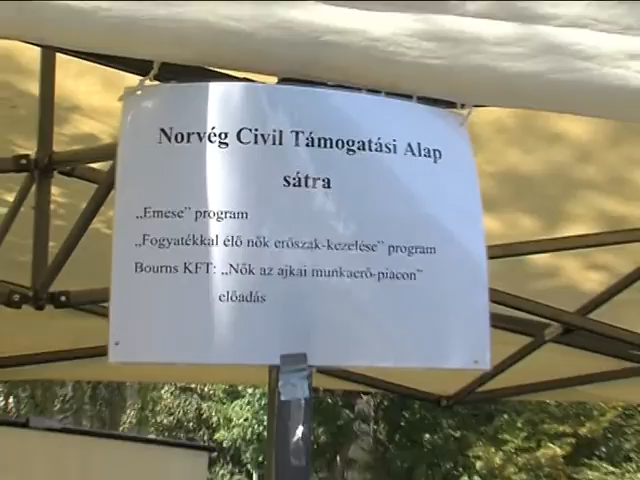 Norvég Civil Támogatási Alap
sátra
„Emese” program
„Fogyatékkal élő nők erőszak-kezelése” program
Bourns KFT: „Nők az ajkai munkaerő-piacon”
előadás